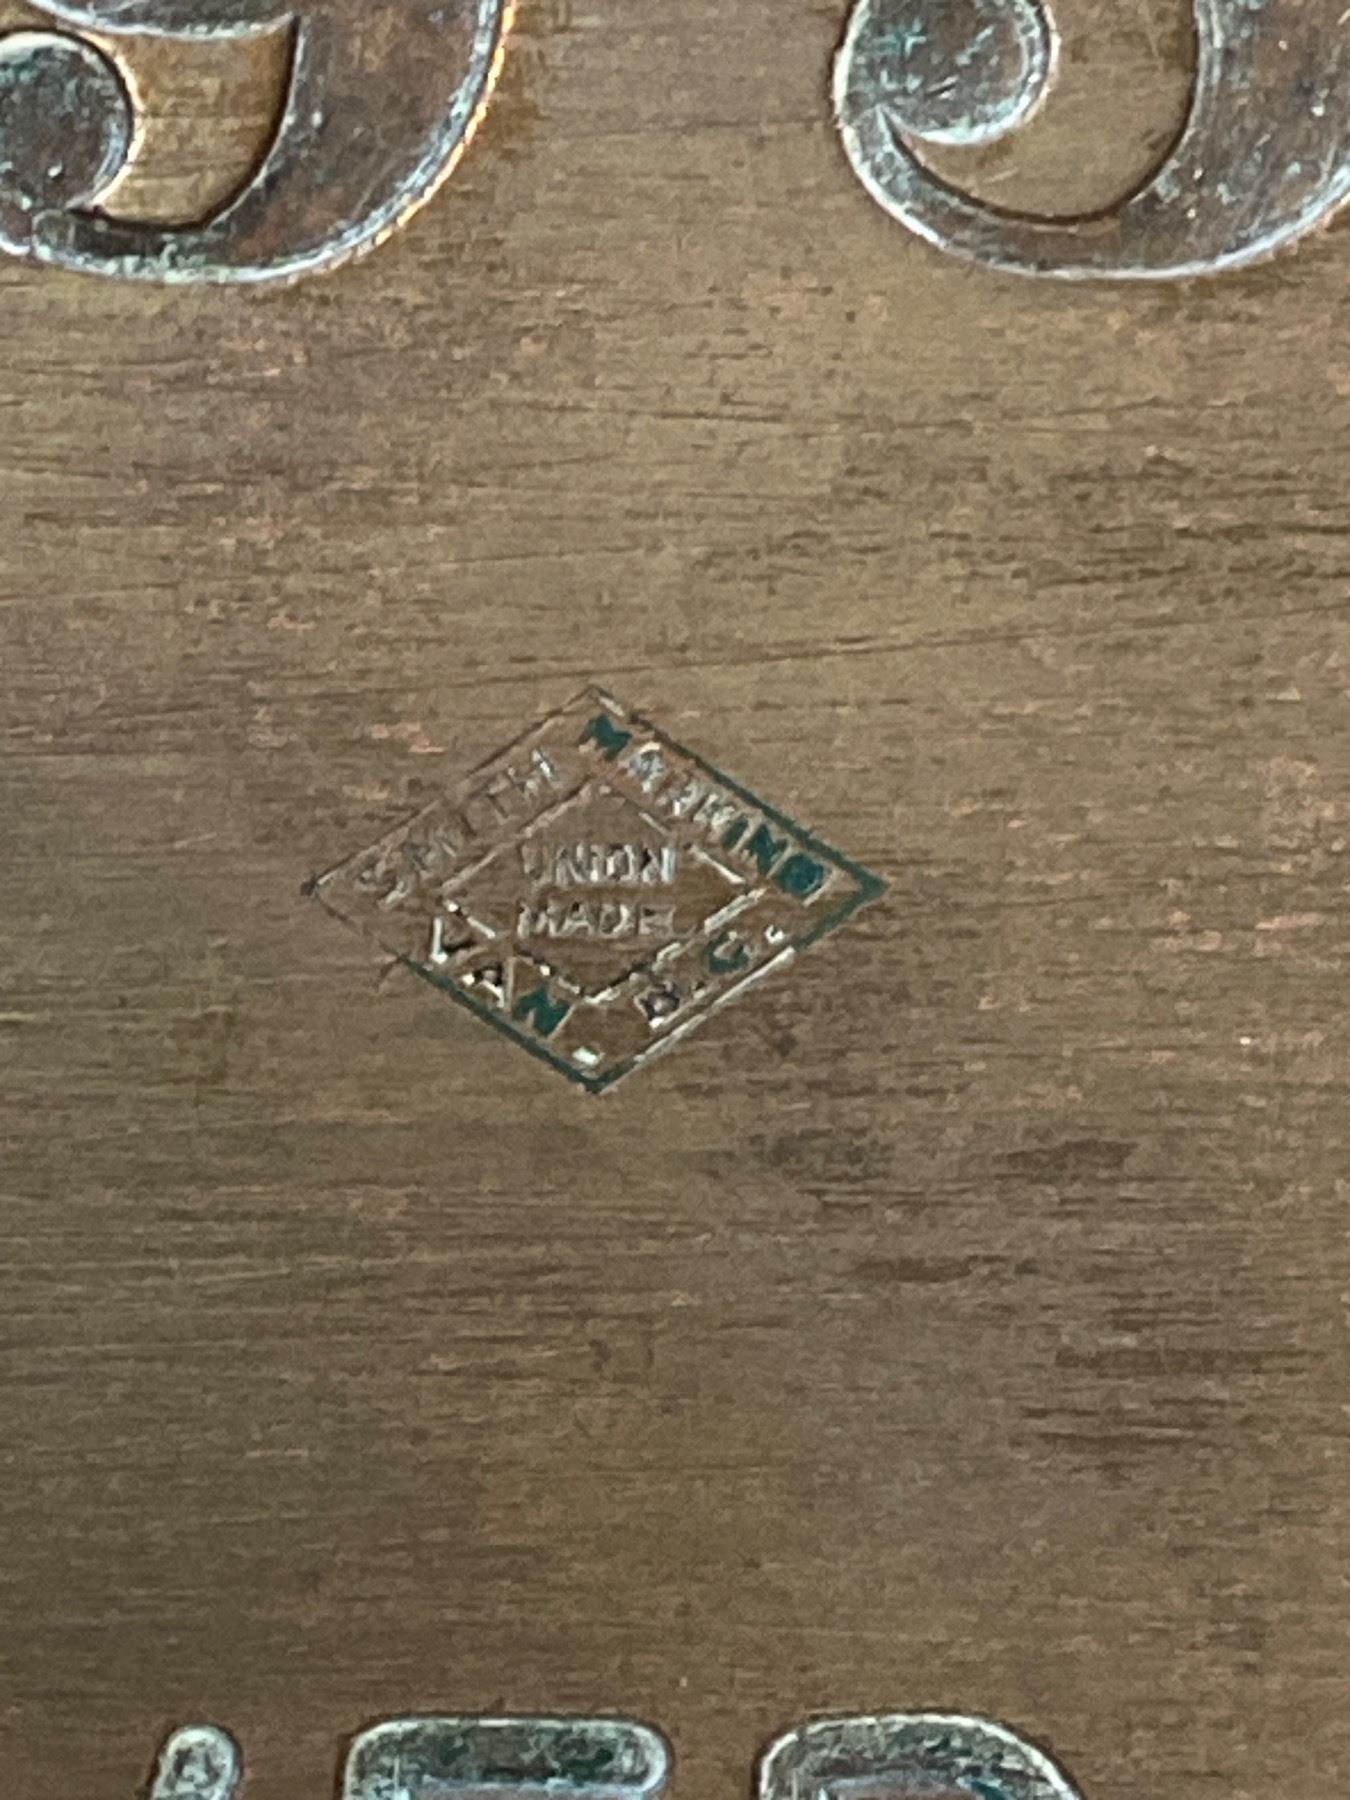 SMITH MARKING
UNION
MADE
VAN. B.C.